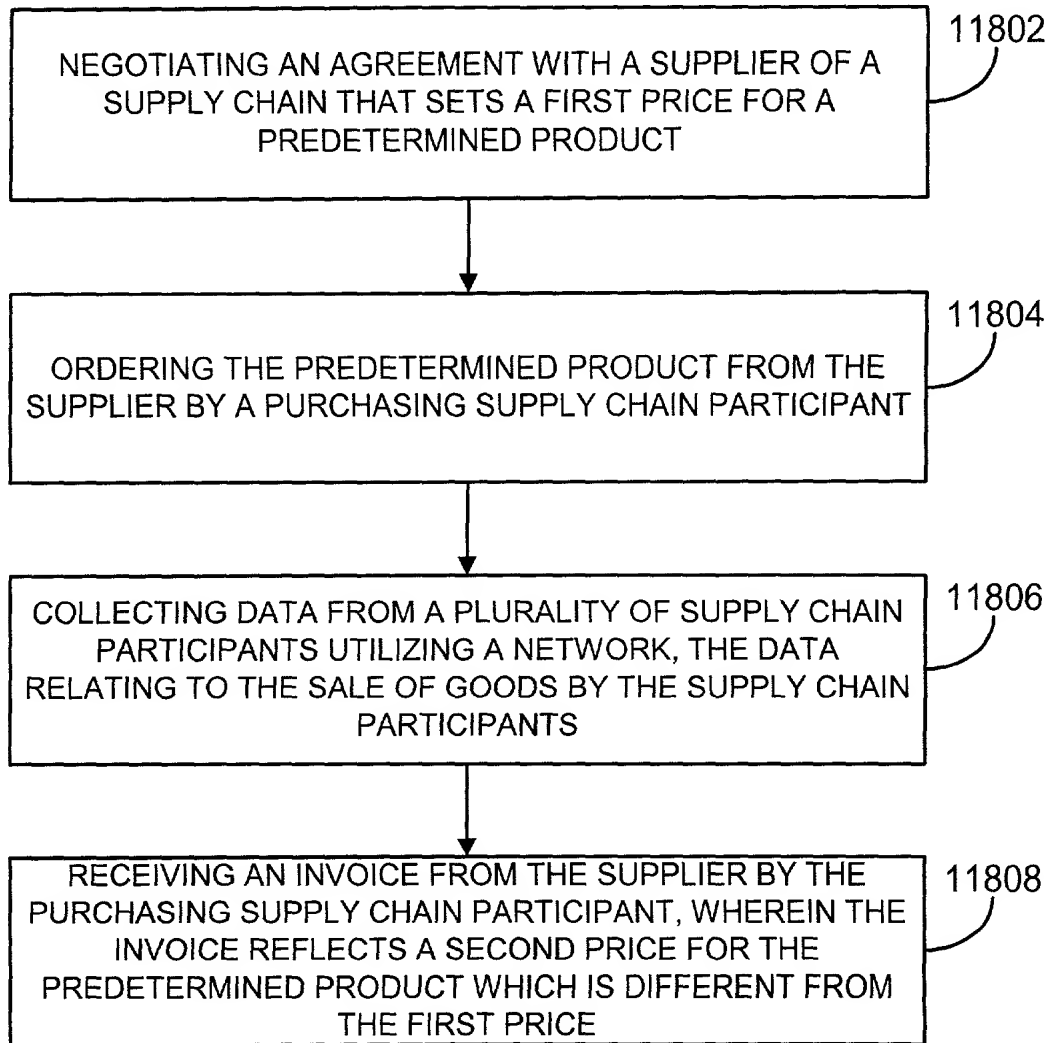 11802
NEGOTIATING AN AGREEMENT WITH A SUPPLIER OF A
SUPPLY CHAIN THAT SETS A FIRST PRICE FOR A
PREDETERMINED PRODUCT
11804
ORDERING THE PREDETERMINED PRODUCT FROM THE
SUPPLIER BY A PURCHASING SUPPLY CHAIN PARTICIPANT
11806
COLLECTING DATA FROM A PLURALITY OF SUPPLY CHAIN
PARTICIPANTS UTILIZING A NETWORK, THE DATA
RELATING TO THE SALE OF GOODS BY THE SUPPLY CHAIN
PARTICIPANTS
11808
RECEIVING AN INVOICE FROM THE SUPPLIER BY THE
PURCHASING SUPPLY CHAIN PARTICIPANT, WHEREIN THE
INVOICE REFLECTS A SECOND PRICE FOR THE
PREDETERMINED PRODUCT WHICH IS DIFFERENT FROM
THE FIRST PRICE